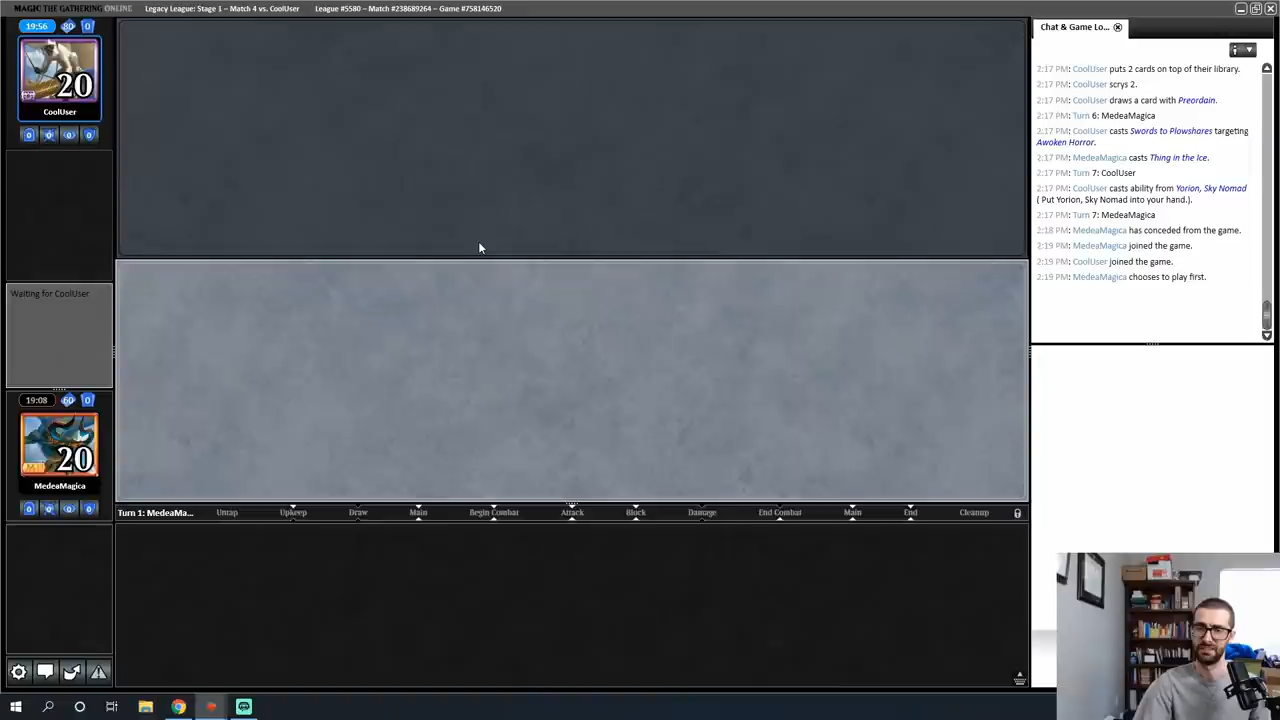 MAGIC: THE GATHERING ONLINE Legacy League: Stage 1 – Match 4 vs. CoolUser League #5580 - Match #238689264 - Game #758146520
19:56 80 0
20
CoolUser
0 0 0 0
Waiting for CoolUser
19:08 60 0
20
MedeaMagica
0 0 0 0
Turn 1: MedeaMa... Untap Upkeep Draw Main Begin Combat Attack Block Damage End Combat Main End Cleanup
Chat & Game Lo...
2:17 PM: CoolUser puts 2 cards on top of their library.
2:17 PM: CoolUser scrys 2.
2:17 PM: CoolUser draws a card with Preordain.
2:17 PM: Turn 6: MedeaMagica
2:17 PM: CoolUser casts Swords to Plowshares targeting
Awoken Horror.
2:17 PM: MedeaMagica casts Thing in the Ice.
2:17 PM: Turn 7: CoolUser
2:17 PM: CoolUser casts ability from Yorion, Sky Nomad
( Put Yorion, Sky Nomad into your hand.).
2:17 PM: Turn 7: MedeaMagica
2:18 PM: MedeaMagica has conceded from the game.
2:19 PM: MedeaMagica joined the game.
2:19 PM: CoolUser joined the game.
2:19 PM: MedeaMagica chooses to play first.